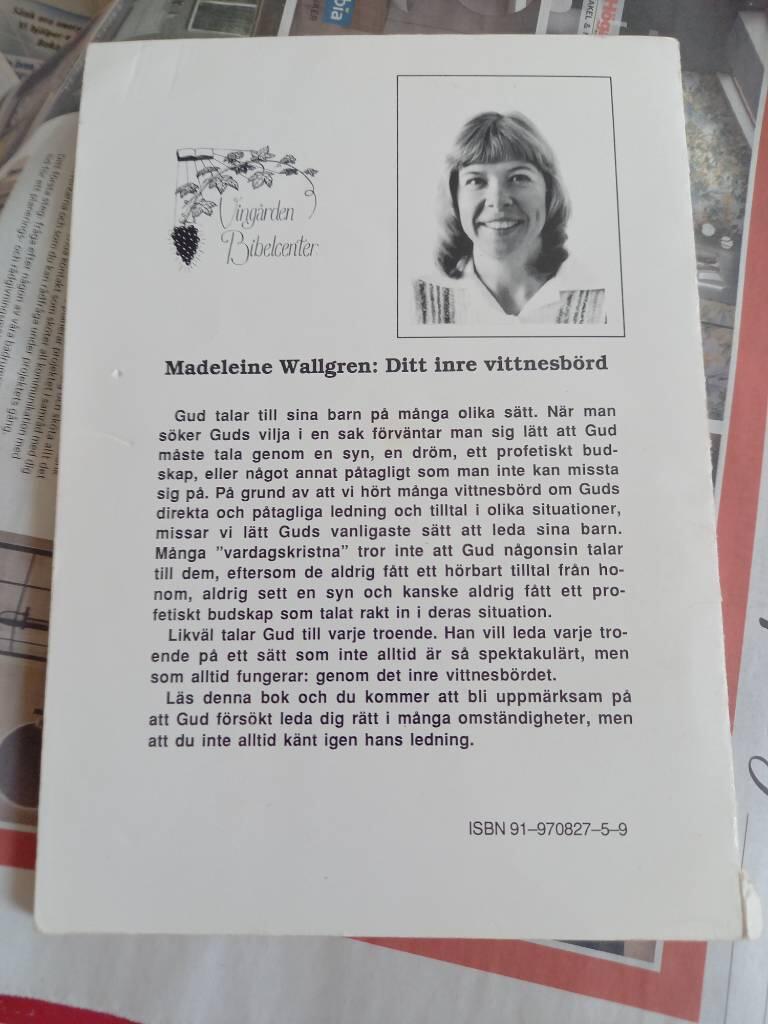 Vingården
Bibelcenter
Madeleine Wallgren: Ditt inre vittnesbörd
Gud talar till sina barn på många olika sätt. När man
söker Guds vilja i en sak förväntar man sig lätt att Gud
måste tala genom en syn, en dröm, ett profetiskt bud-
skap, eller något annat påtagligt som man inte kan missta
sig på. På grund av att vi hört många vittnesbörd om Guds
direkta och påtagliga ledning och tilltal i olika situationer,
missar vi lätt Guds vanligaste sätt att leda sina barn.
Många ”vardagskristna” tror inte att Gud någonsin talar
till dem, eftersom de aldrig fått ett hörbart tilltal från ho-
nom, aldrig sett en syn och kanske aldrig fått ett pro-
fetiskt budskap som talat rakt in i deras situation.
Likväl talar Gud till varje troende. Han vill leda varje tro-
ende på ett sätt som inte alltid är så spektakulärt, men
som alltid fungerar: genom det inre vittnesbördet.
Läs denna bok och du kommer att bli uppmärksam på
att Gud försökt leda dig rätt i många omständigheter, men
att du inte alltid känt igen hans ledning.
ISBN 91–970827–5–9